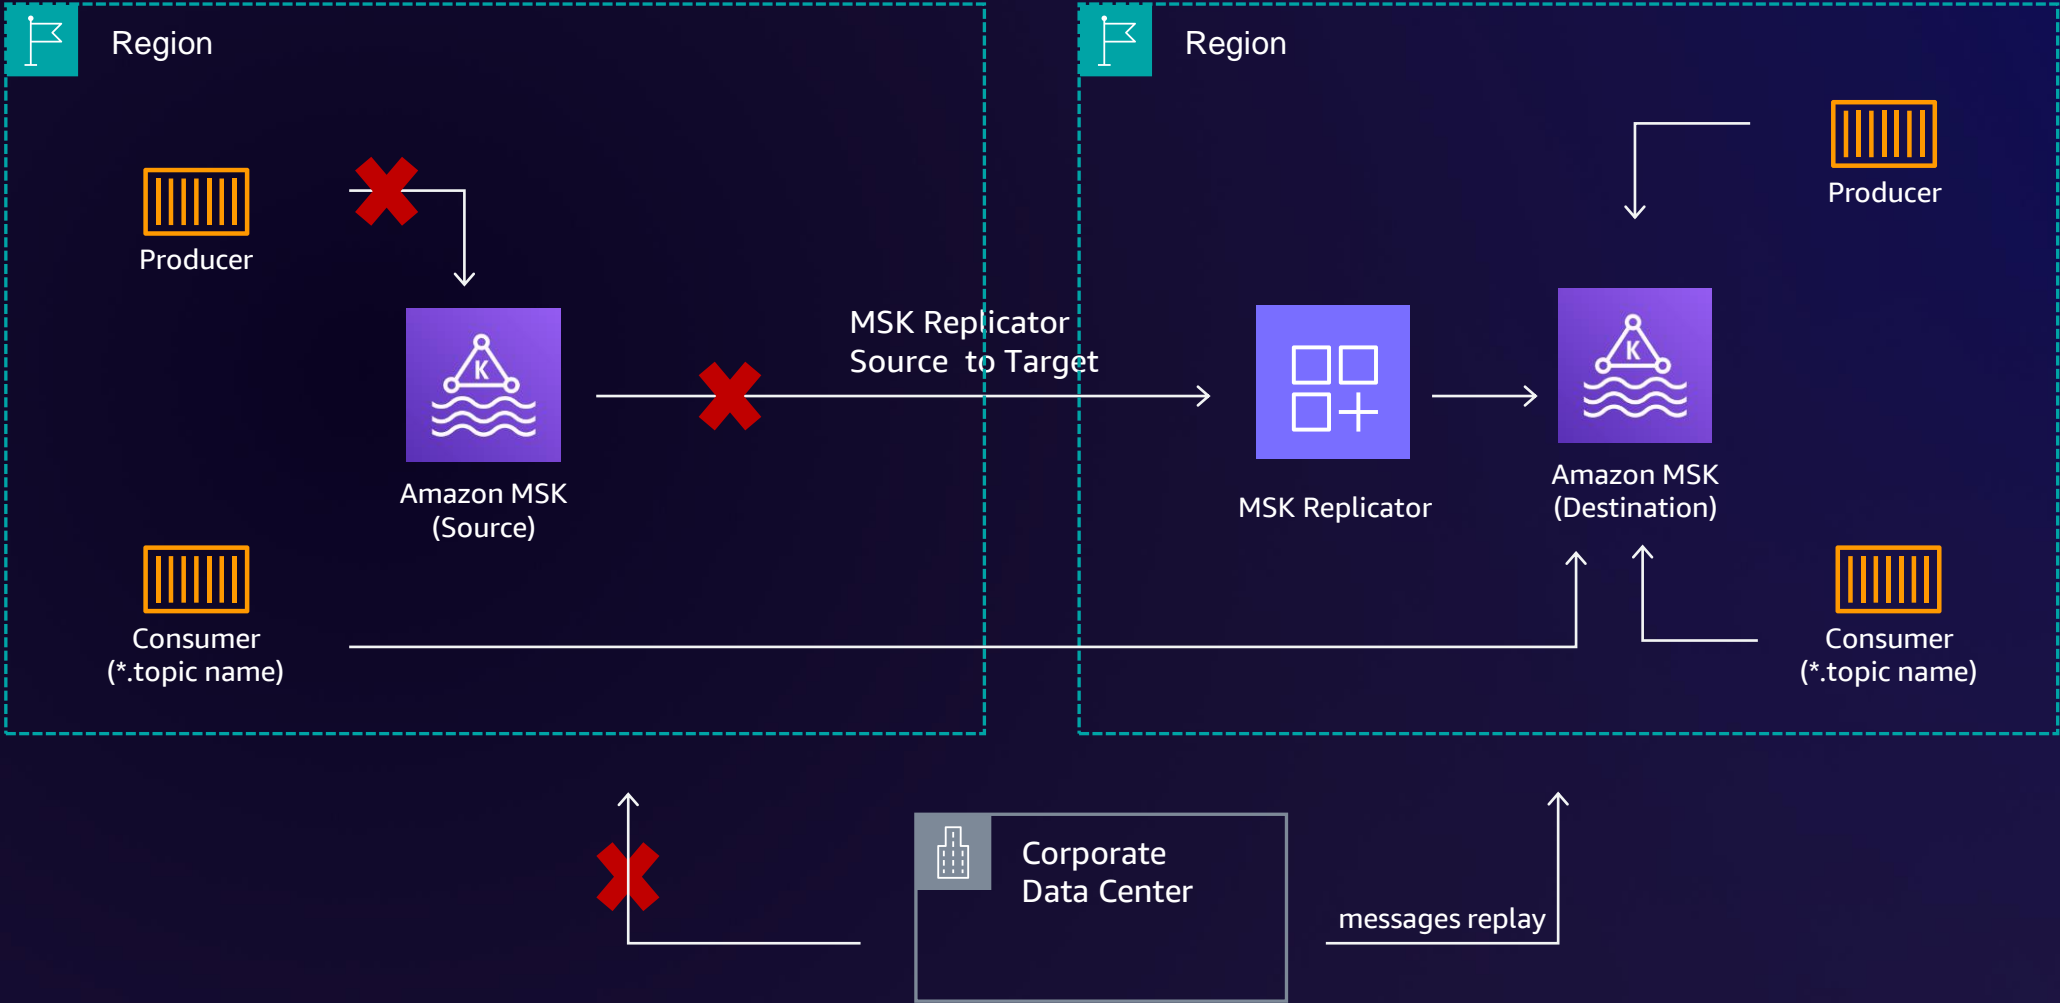 Region
Region
Producer
Producer
MSK Replicator
Source  to Target
K
K
Amazon MSK
(Source)
MSK Replicator
Amazon MSK
(Destination)
Consumer
(*.topic name)
Consumer
(*.topic name)
Corporate
Data Center
messages replay